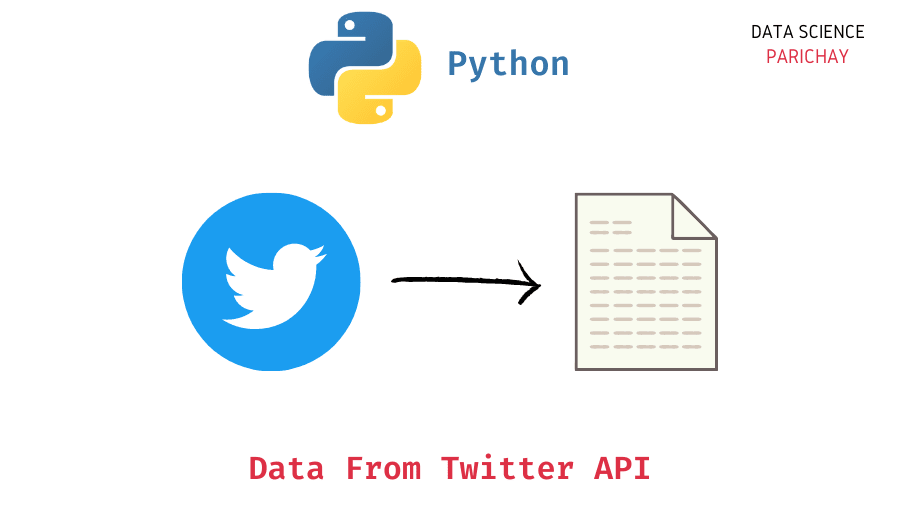 Python
DATA SCIENCE
PARICHAY
Data From Twitter API